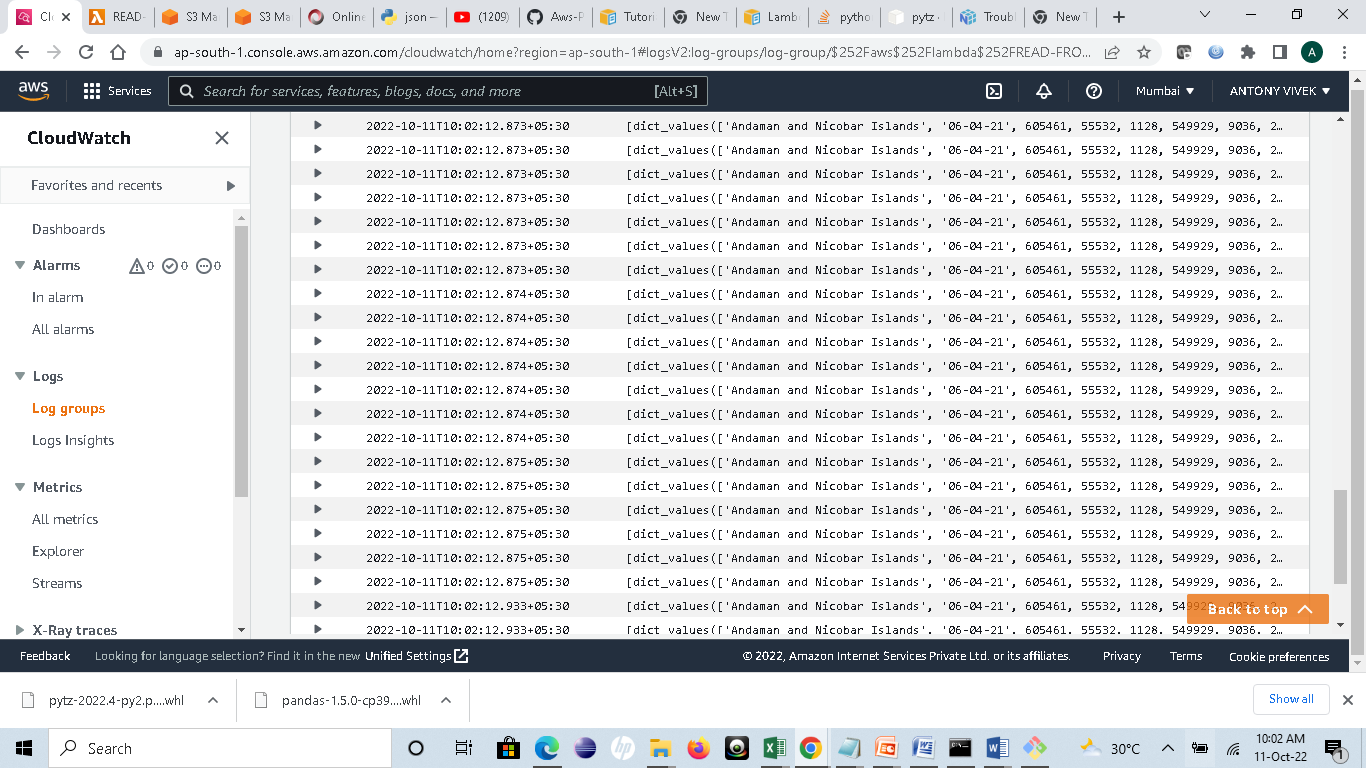 Clo
READ-
S3 Ma
S3 Ma
Online
json —
(1209)
Aws-P
Tutori
New T
Lamb
pytho
pytz ·
Troubl
New T
ap-south-1.console.aws.amazon.com/cloudwatch/home?region=ap-south-1#logsV2:log-groups/log-group/$252Faws$252Flambda$252FREAD-FRO...
A
aws
Services
Search for services, features, blogs, docs, and more
[Alt+S]
Mumbai
ANTONY VIVEK
CloudWatch
Favorites and recents
Dashboards
Alarms 0 0 0
In alarm
All alarms
Logs
Log groups
Logs Insights
Metrics
All metrics
Explorer
Streams
X-Ray traces
2022-10-11T10:02:12.873+05:30 [dict_values(['Andaman and Nicobar Islands', '06-04-21', 605461, 55532, 1128, 549929, 9036, 2…
2022-10-11T10:02:12.873+05:30 [dict_values(['Andaman and Nicobar Islands', '06-04-21', 605461, 55532, 1128, 549929, 9036, 2…
2022-10-11T10:02:12.873+05:30 [dict_values(['Andaman and Nicobar Islands', '06-04-21', 605461, 55532, 1128, 549929, 9036, 2…
2022-10-11T10:02:12.873+05:30 [dict_values(['Andaman and Nicobar Islands', '06-04-21', 605461, 55532, 1128, 549929, 9036, 2…
2022-10-11T10:02:12.873+05:30 [dict_values(['Andaman and Nicobar Islands', '06-04-21', 605461, 55532, 1128, 549929, 9036, 2…
2022-10-11T10:02:12.873+05:30 [dict_values(['Andaman and Nicobar Islands', '06-04-21', 605461, 55532, 1128, 549929, 9036, 2…
2022-10-11T10:02:12.873+05:30 [dict_values(['Andaman and Nicobar Islands', '06-04-21', 605461, 55532, 1128, 549929, 9036, 2…
2022-10-11T10:02:12.874+05:30 [dict_values(['Andaman and Nicobar Islands', '06-04-21', 605461, 55532, 1128, 549929, 9036, 2…
2022-10-11T10:02:12.874+05:30 [dict_values(['Andaman and Nicobar Islands', '06-04-21', 605461, 55532, 1128, 549929, 9036, 2…
2022-10-11T10:02:12.874+05:30 [dict_values(['Andaman and Nicobar Islands', '06-04-21', 605461, 55532, 1128, 549929, 9036, 2…
2022-10-11T10:02:12.874+05:30 [dict_values(['Andaman and Nicobar Islands', '06-04-21', 605461, 55532, 1128, 549929, 9036, 2…
2022-10-11T10:02:12.874+05:30 [dict_values(['Andaman and Nicobar Islands', '06-04-21', 605461, 55532, 1128, 549929, 9036, 2…
2022-10-11T10:02:12.874+05:30 [dict_values(['Andaman and Nicobar Islands', '06-04-21', 605461, 55532, 1128, 549929, 9036, 2…
2022-10-11T10:02:12.874+05:30 [dict_values(['Andaman and Nicobar Islands', '06-04-21', 605461, 55532, 1128, 549929, 9036, 2…
2022-10-11T10:02:12.875+05:30 [dict_values(['Andaman and Nicobar Islands', '06-04-21', 605461, 55532, 1128, 549929, 9036, 2…
2022-10-11T10:02:12.875+05:30 [dict_values(['Andaman and Nicobar Islands', '06-04-21', 605461, 55532, 1128, 549929, 9036, 2…
2022-10-11T10:02:12.875+05:30 [dict_values(['Andaman and Nicobar Islands', '06-04-21', 605461, 55532, 1128, 549929, 9036, 2…
2022-10-11T10:02:12.875+05:30 [dict_values(['Andaman and Nicobar Islands', '06-04-21', 605461, 55532, 1128, 549929, 9036, 2…
2022-10-11T10:02:12.875+05:30 [dict_values(['Andaman and Nicobar Islands', '06-04-21', 605461, 55532, 1128, 549929, 9036, 2…
2022-10-11T10:02:12.875+05:30 [dict_values(['Andaman and Nicobar Islands', '06-04-21', 605461, 55532, 1128, 549929, 9036, 2…
2022-10-11T10:02:12.933+05:30 [dict_values(['Andaman and Nicobar Islands', '06-04-21', 605461, 55532, 1128,
2022-10-11T10:02:12.933+05:30 [dict_values(['Andaman and Nicobar Islands', '06-04-21', 605461, 55532, 1128, 549929, 9036, 2…
Back to top
Feedback
Looking for language selection? Find it in the new Unified Settings
© 2022, Amazon Internet Services Private Ltd. or its affiliates.
Privacy
Terms
Cookie preferences
pytz-2022.4-py2.p....whl
pandas-1.5.0-cp39....whl
Show all
Search
30°C
10:02 AM
11-Oct-22
1